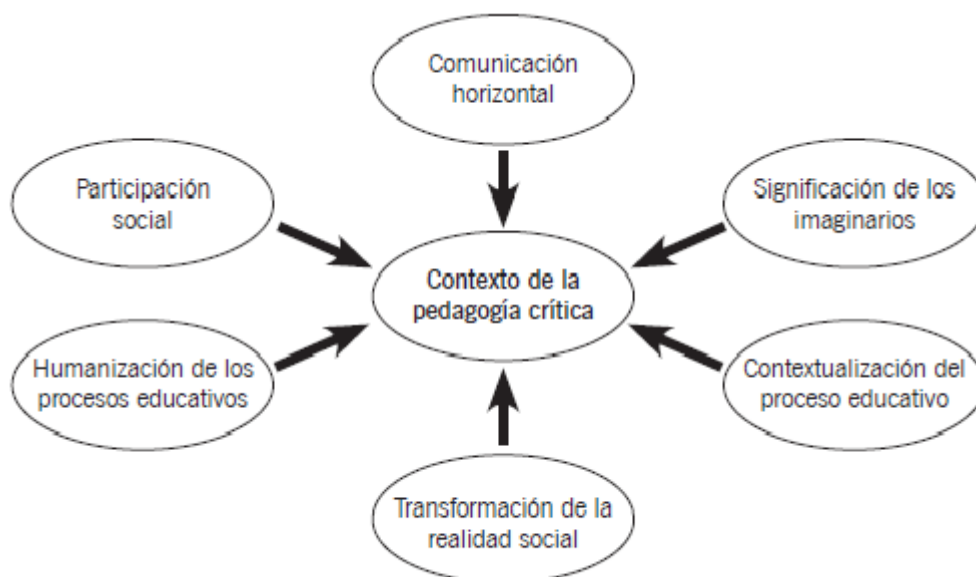 Comunicación
horizontal
Participación
social
Significación de los
imaginarios
Contexto de la
pedagogía crítica
Humanización de los
procesos educativos
Contextualización del
proceso educativo
Transformación de la
realidad social